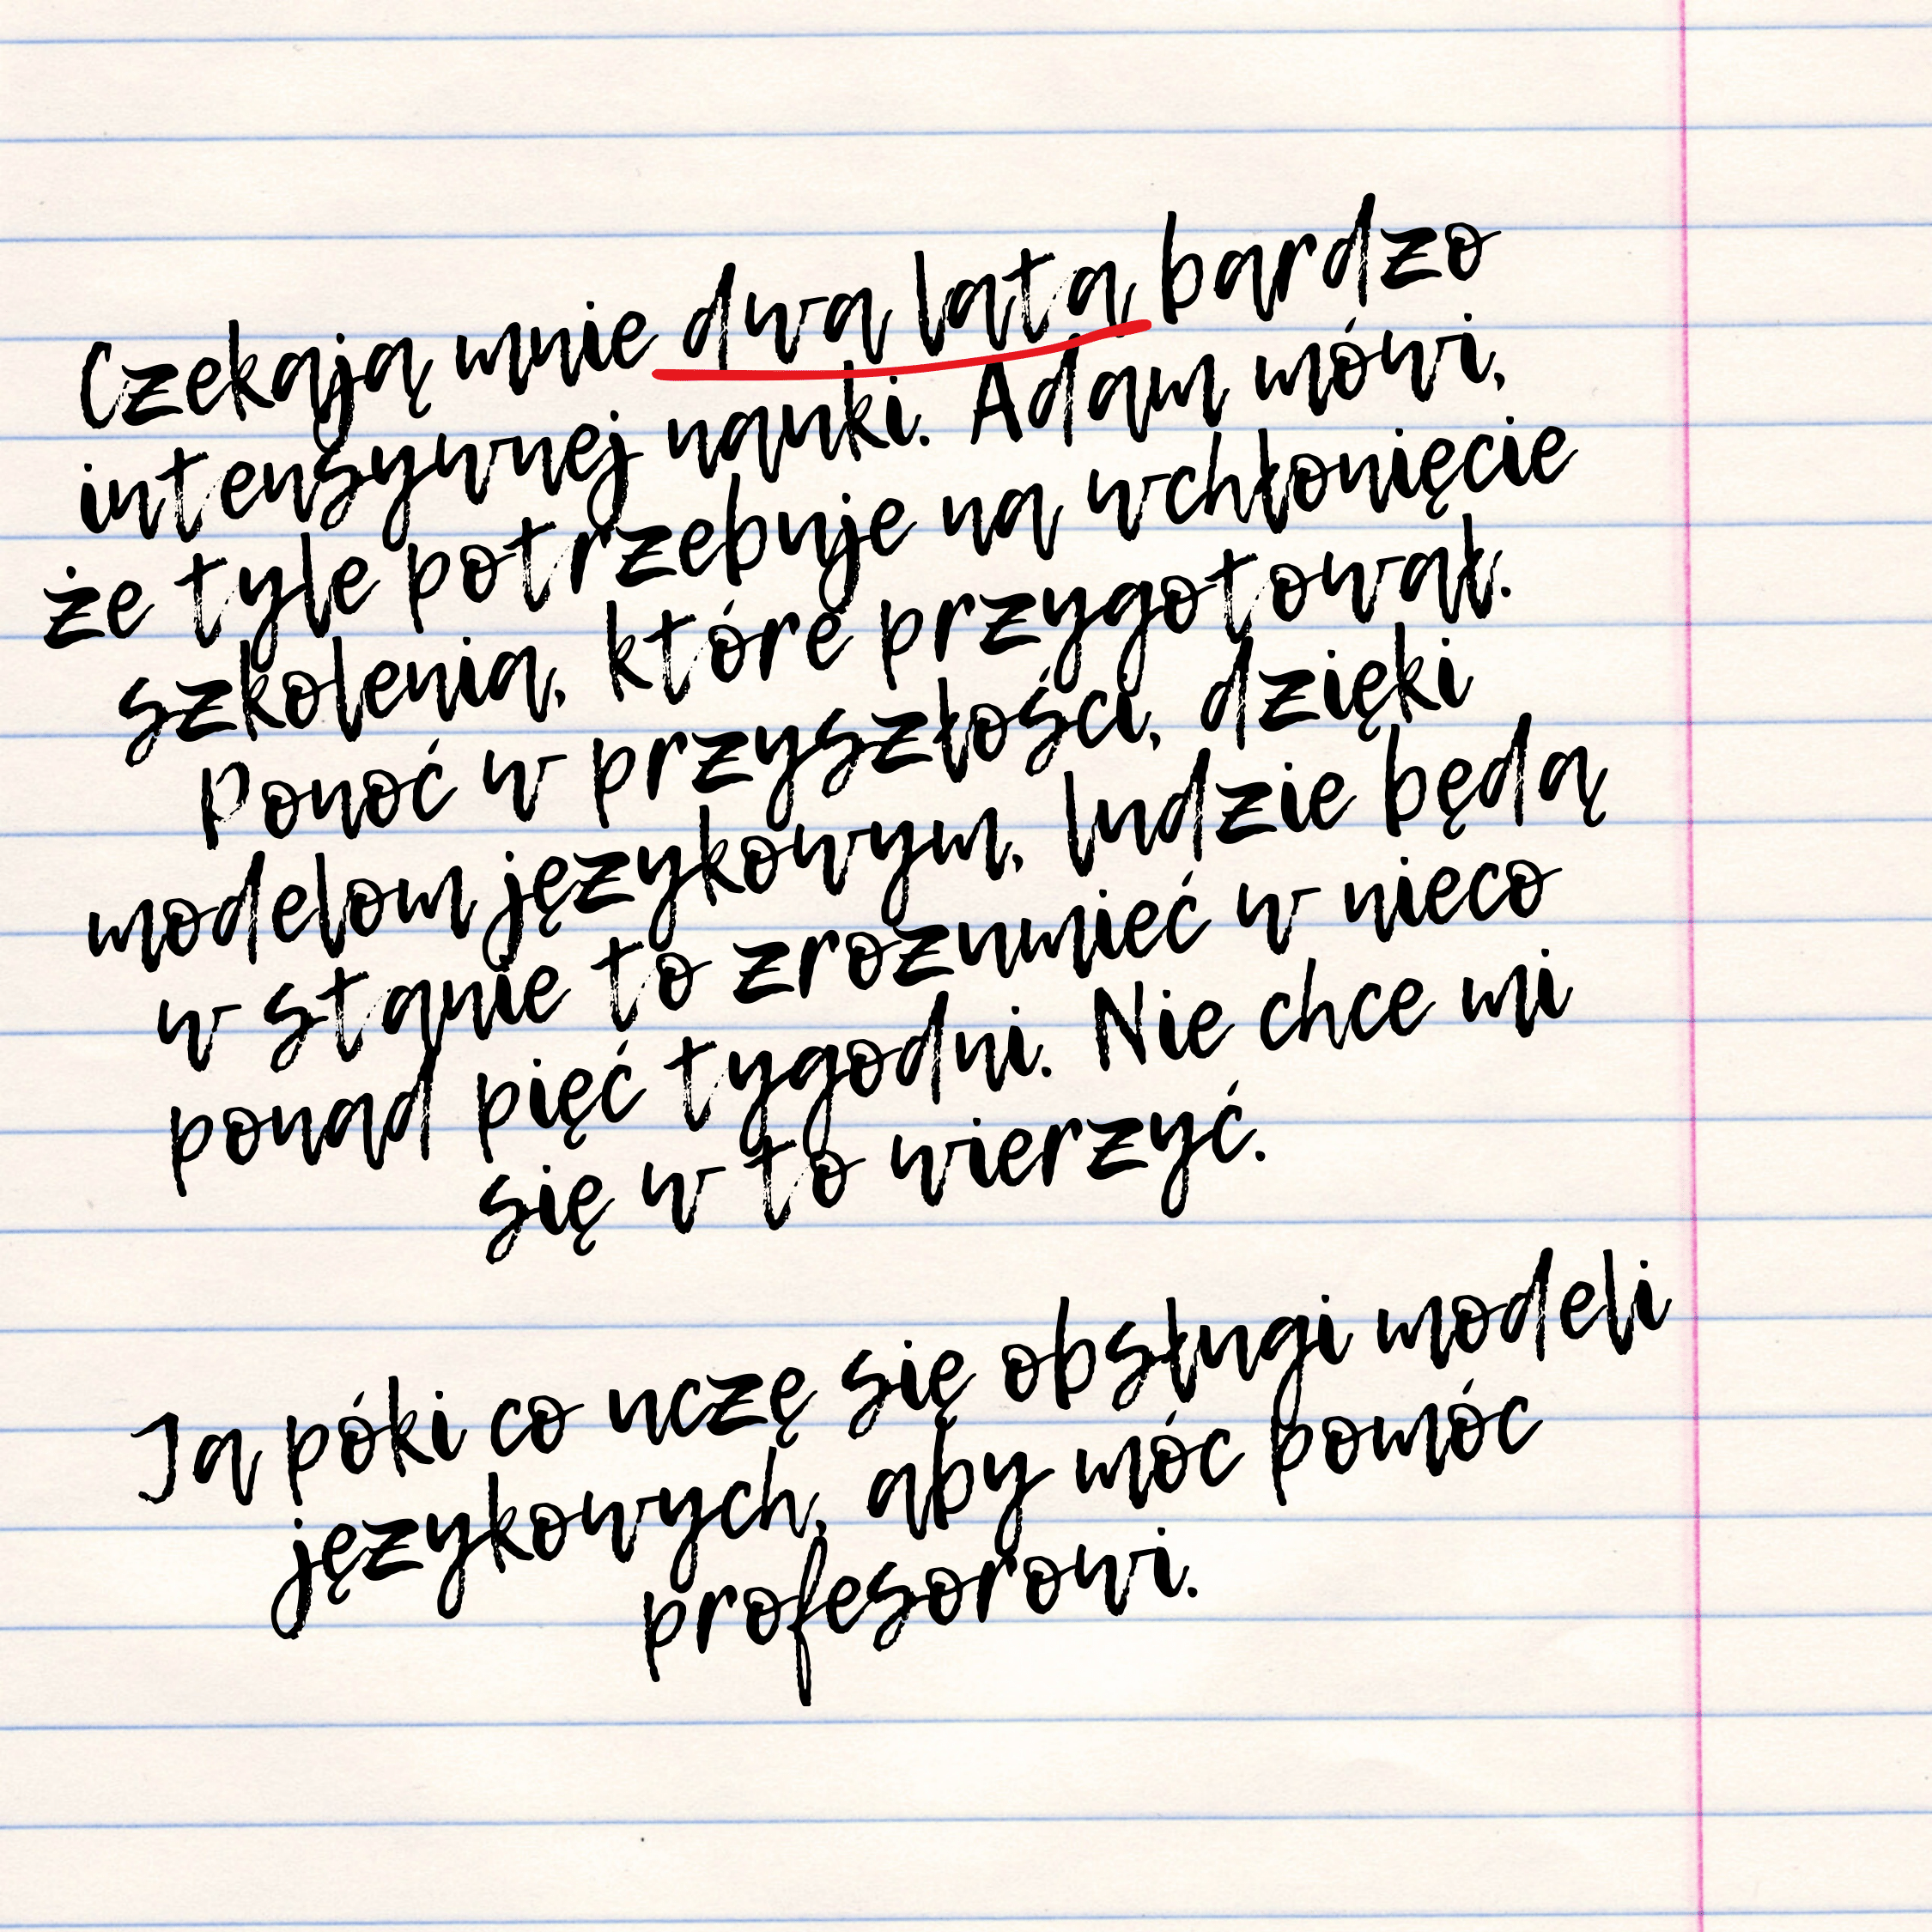 Czekają mnie dwa lata bardzo
intensywnej nauki. Adam mówi,
że tyle potrzebuje na wchłonięcie
szkolenia, które przygotował.
Ponoć w przyszłości, dzięki
modelom językowym, ludzie będą
w stanie to zrozumieć w nieco
ponad pięć tygodni. Nie chce mi
się w to wierzyć.
Ja póki co uczę się obsługi modeli
językowych, aby móc pomóc
profesorowi.